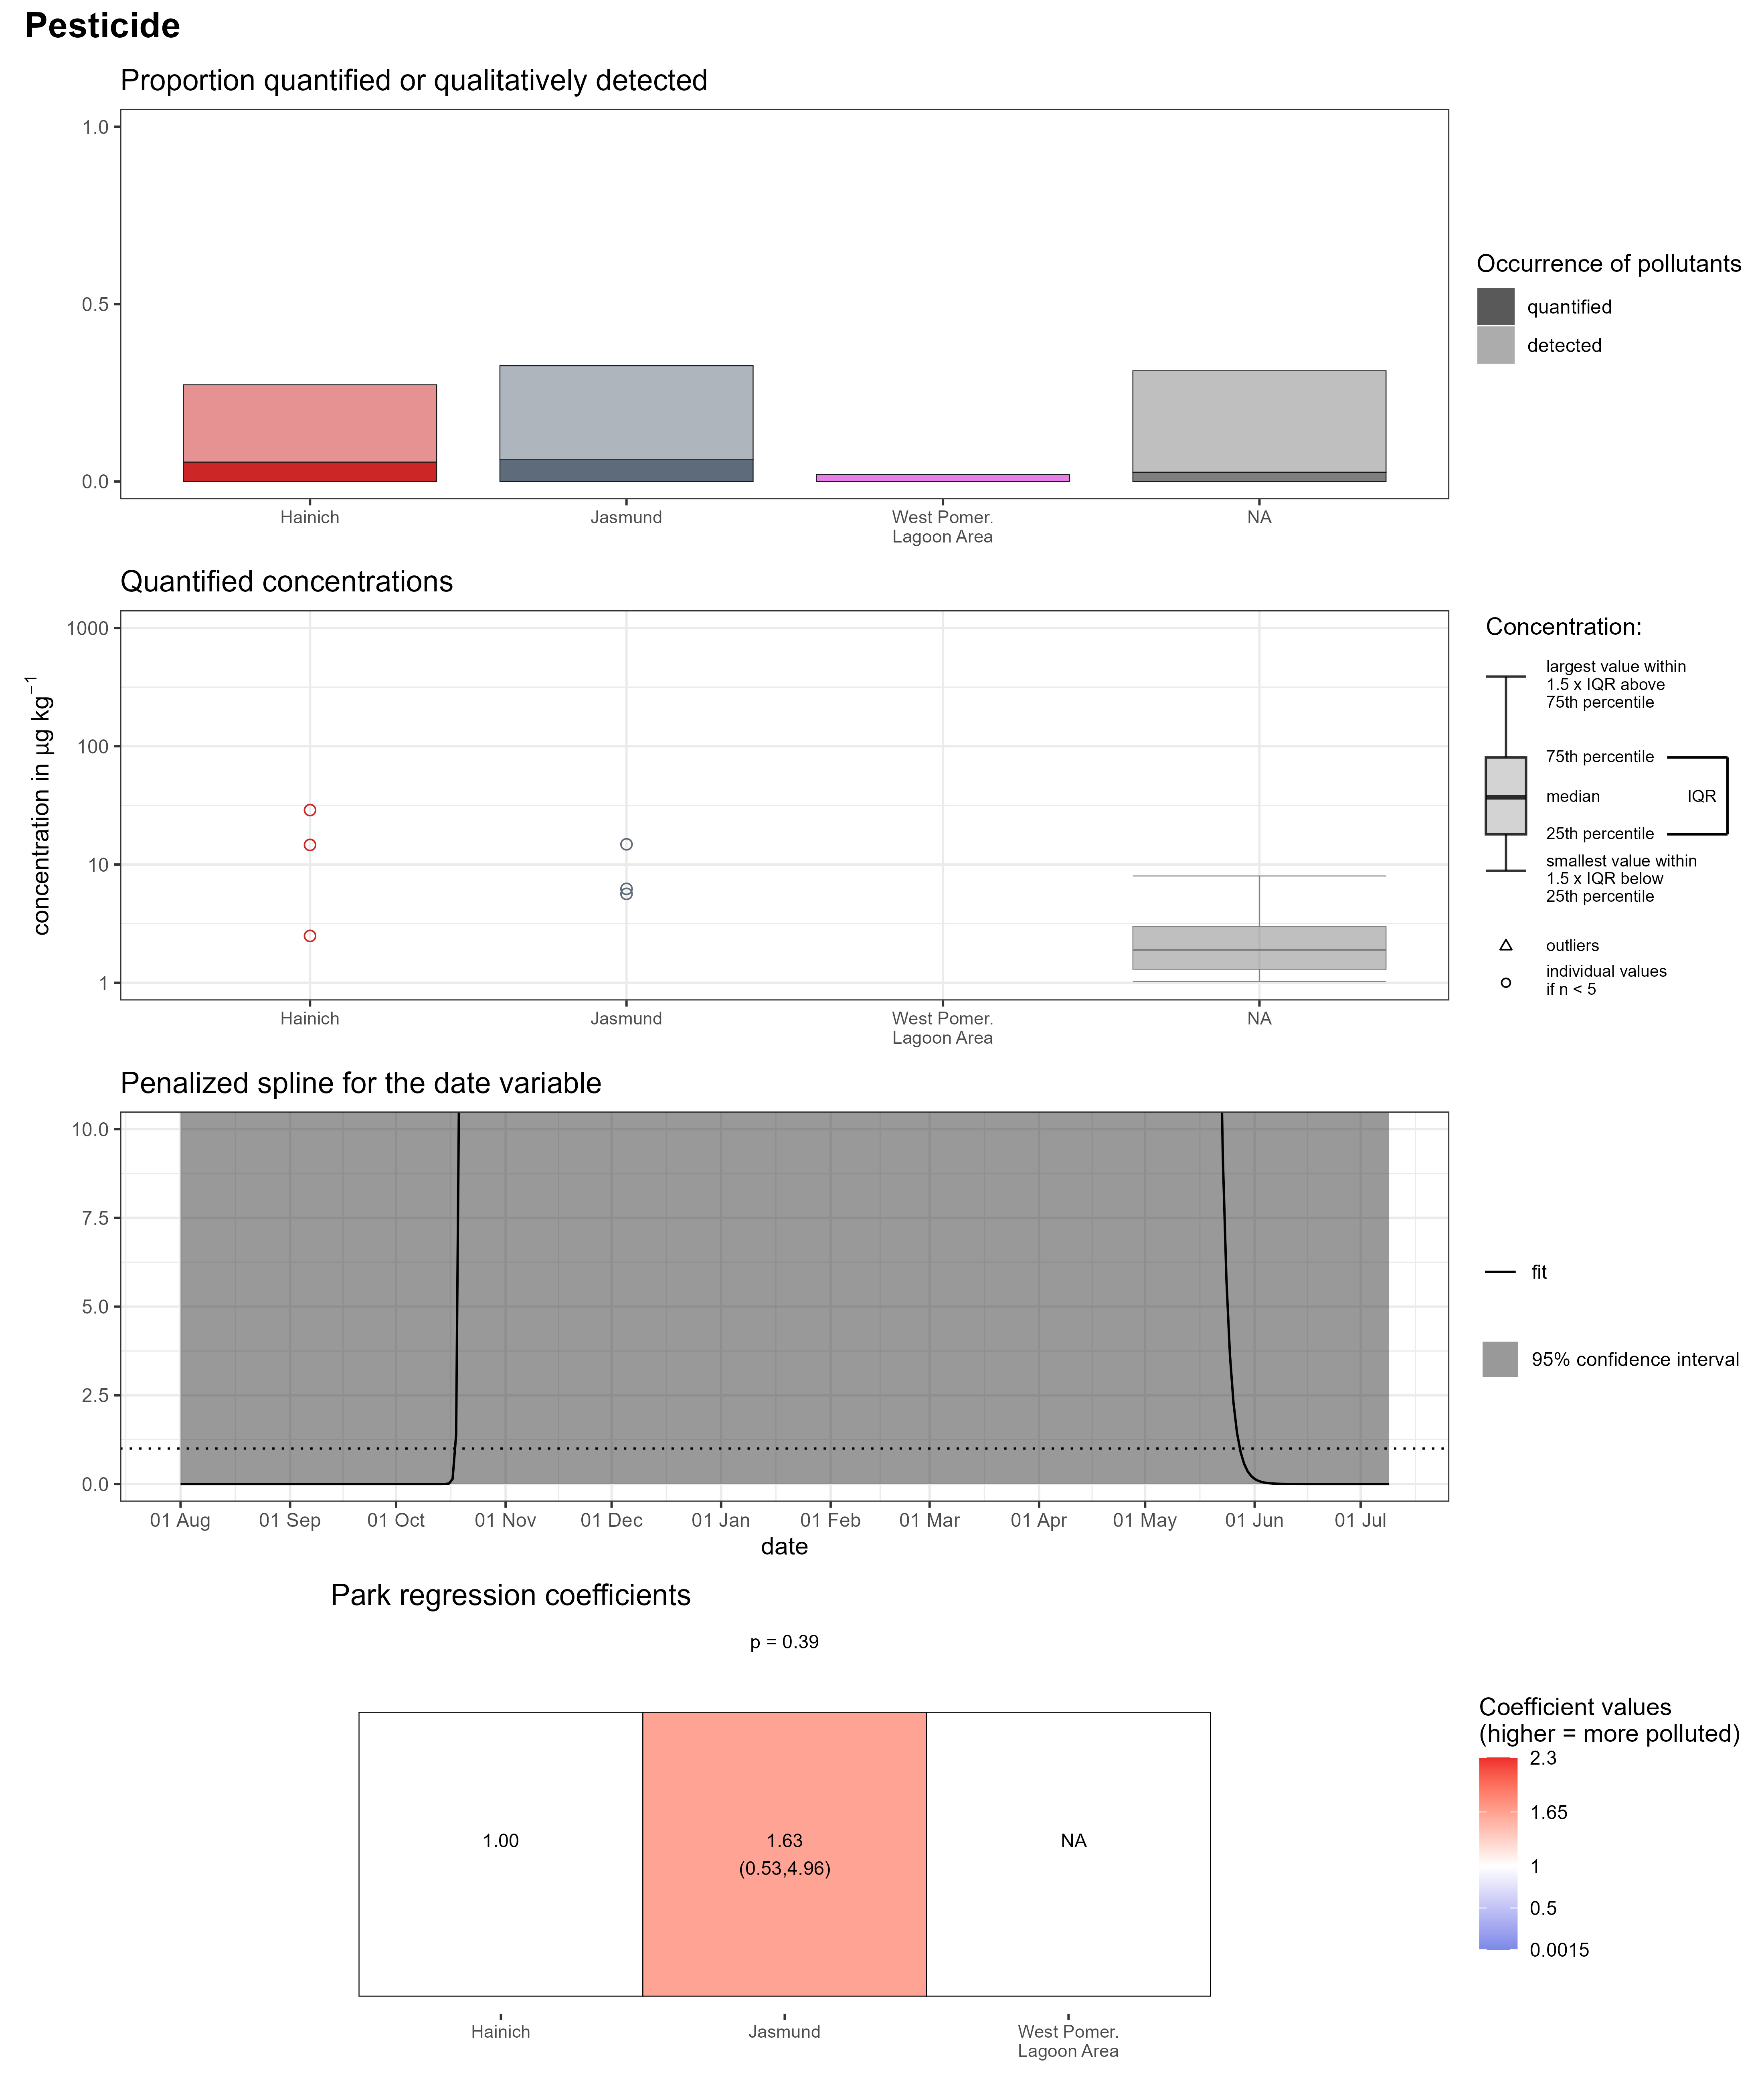 Pesticide
Proportion quantified or qualitatively detected
1.0
0.5
0.0
Hainich
Jasmund
West Pomer.
Lagoon Area
NA
Occurrence of pollutants
quantified
detected
Quantified concentrations
concentration in µg kg⁻¹
1000
100
10
1
Hainich
Jasmund
West Pomer.
Lagoon Area
NA
Concentration:
largest value within
1.5 x IQR above
75th percentile
75th percentile
median
IQR
25th percentile
smallest value within
1.5 x IQR below
25th percentile
outliers
individual values
if n < 5
Penalized spline for the date variable
10.0
7.5
5.0
2.5
0.0
01 Aug
01 Sep
01 Oct
01 Nov
01 Dec
01 Jan
01 Feb
01 Mar
01 Apr
01 May
01 Jun
01 Jul
date
fit
95% confidence interval
Park regression coefficients
p = 0.39
1.00
1.63
(0.53,4.96)
NA
Hainich
Jasmund
West Pomer.
Lagoon Area
Coefficient values
(higher = more polluted)
2.3
1.65
1
0.5
0.0015